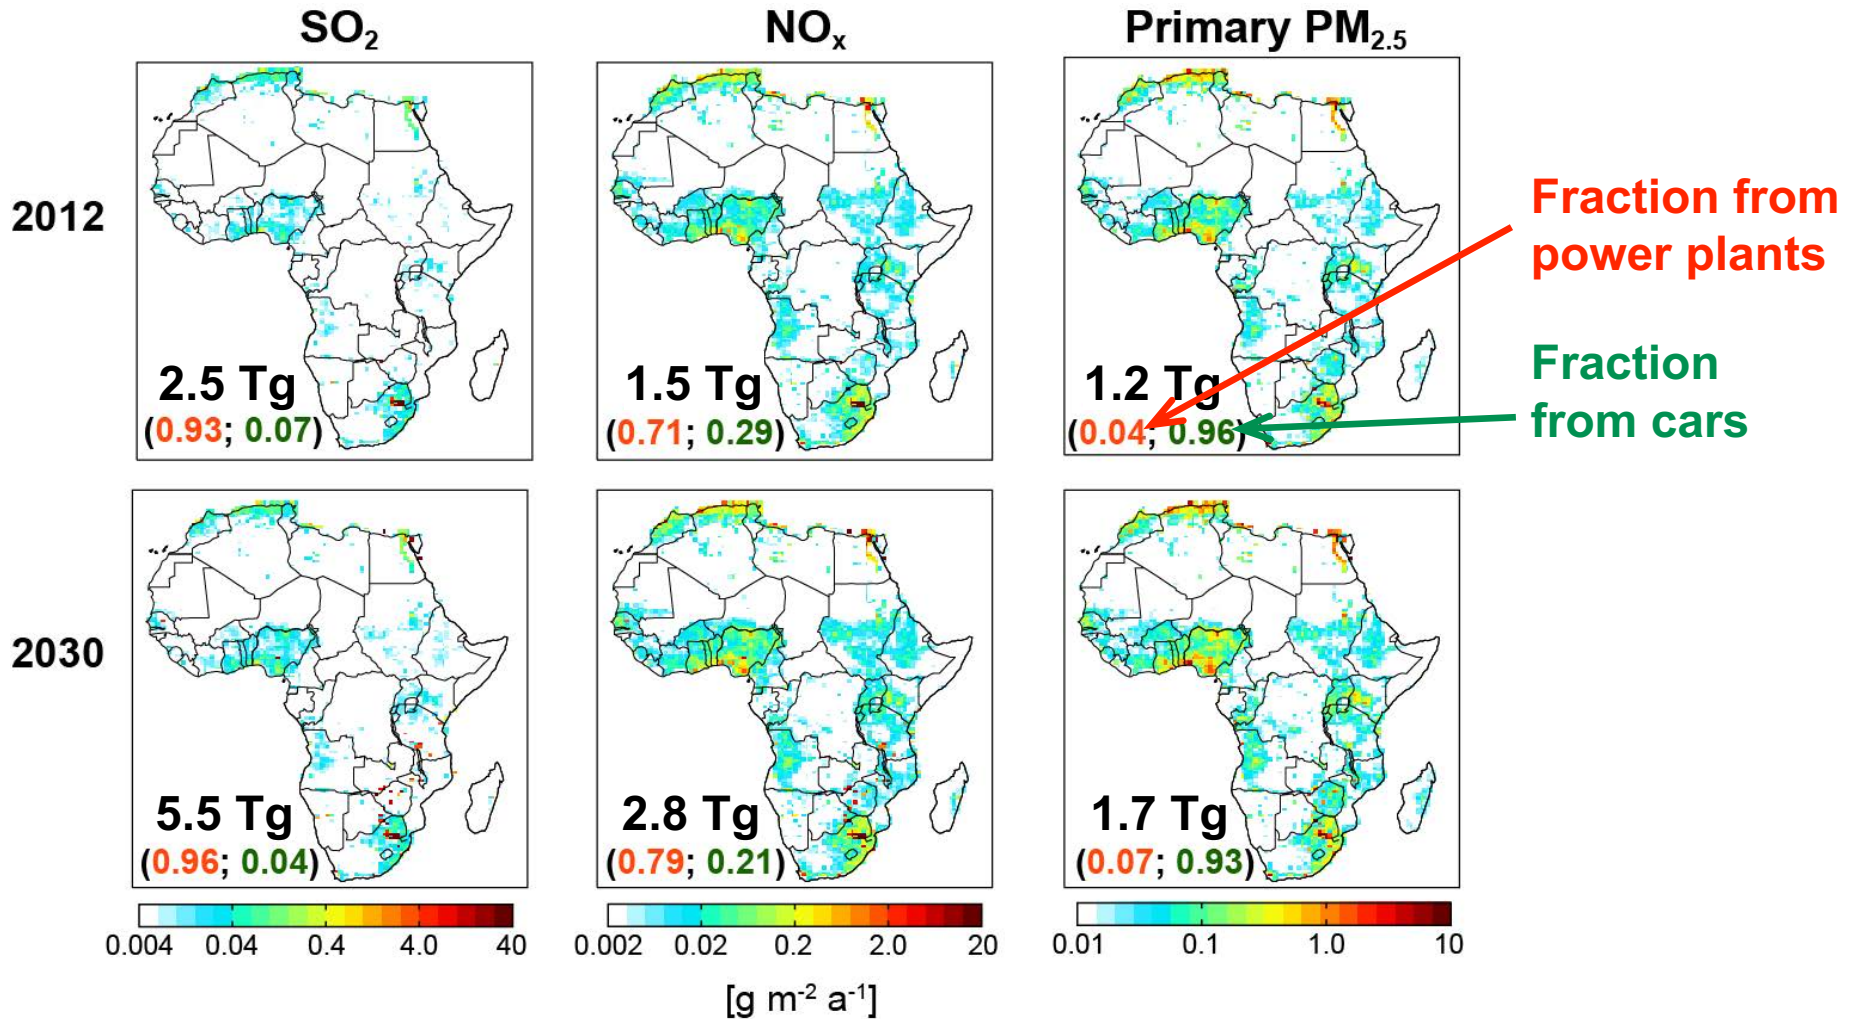 SO₂ NOₓ Primary PM₂.₅
2012
Fraction from
power plants
Fraction
from cars
2.5 Tg
(0.93; 0.07)
1.5 Tg
(0.71; 0.29)
1.2 Tg
(0.04; 0.96)
2030
5.5 Tg
(0.96; 0.04)
2.8 Tg
(0.79; 0.21)
1.7 Tg
(0.07; 0.93)
0.004 0.04 0.4 4.0 40
0.002 0.02 0.2 2.0 20
0.01 0.1 1.0 10
[g m⁻² a⁻¹]